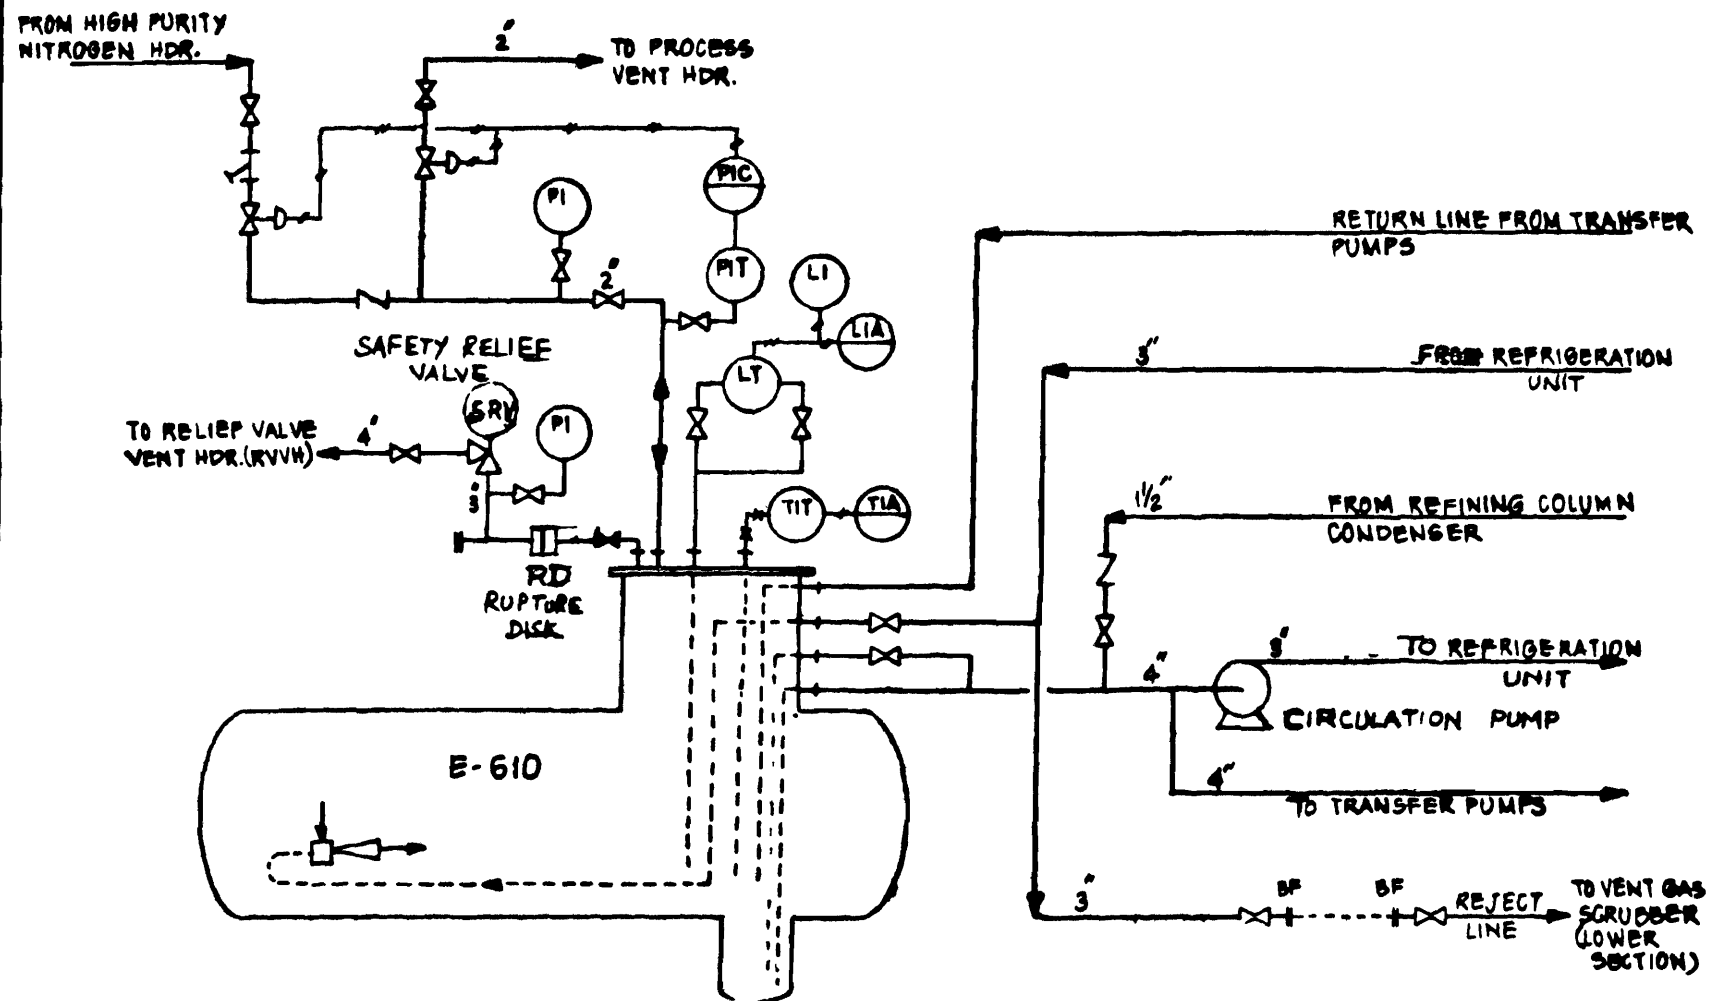 FROM HIGH PURITY
NITROGEN HDR.
2"
TO PROCESS
VENT HDR.
PI
PIC
2"
PIT
LI
LIA
LT
RETURN LINE FROM TRANSFER
PUMPS
SAFETY RELIEF
VALVE
SRV
PI
TO RELIEF VALVE
VENT HDR.(RVVH)
4"
3"
3"
FROM REFRIGERATION
UNIT
TIT
TIA
1½"
FROM REFINING COLUMN
CONDENSER
RD
RUPTURE
DISK
3"
TO REFRIGERATION
UNIT
4"
CIRCULATION PUMP
E-610
4"
TO TRANSFER PUMPS
3"
BF
BF
REJECT
LINE
TO VENT GAS
SCRUBBER
(LOWER
SECTION)